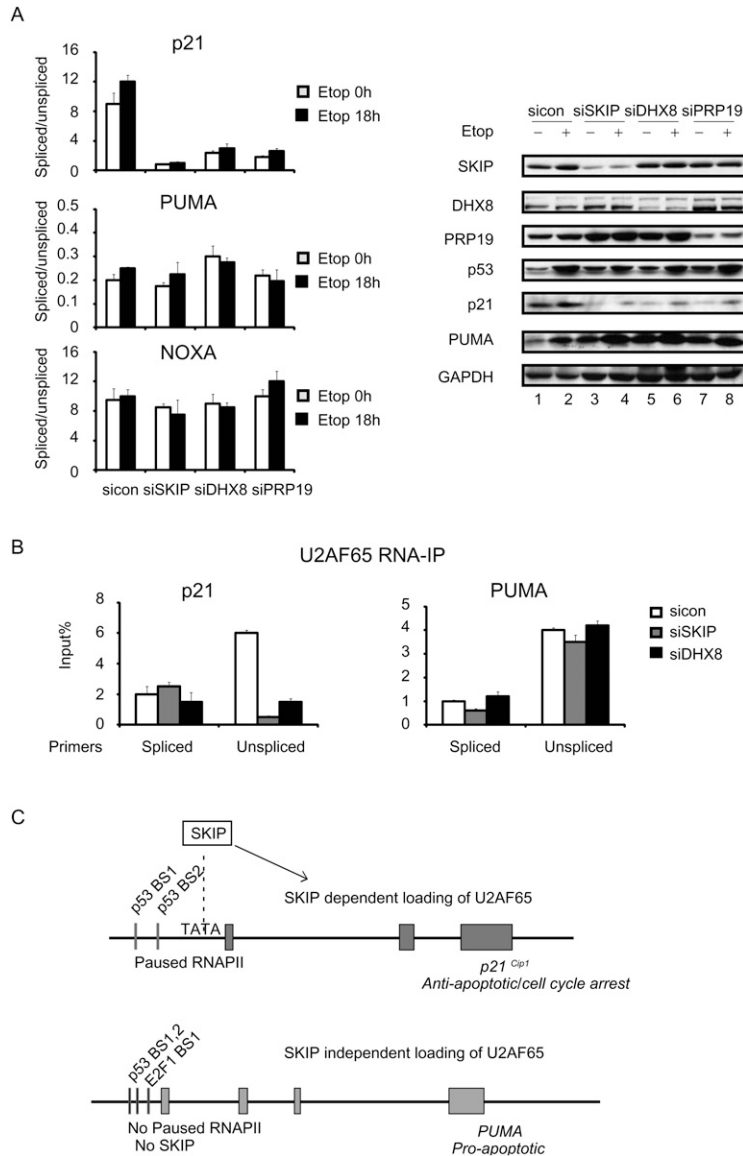 A
p21
Spliced/unspliced
16
12
8
4
0
Etop 0h
Etop 18h
PUMA
Spliced/unspliced
0.5
0.4
0.3
0.2
0.1
0
Etop 0h
Etop 18h
NOXA
Spliced/unspliced
16
12
8
4
0
Etop 0h
Etop 18h
sicon siSKIP siDHX8 siPRP19
sicon siSKIP siDHX8 siPRP19
Etop – + – + – + – +
SKIP
DHX8
PRP19
p53
p21
PUMA
GAPDH
1 2 3 4 5 6 7 8
B
U2AF65 RNA-IP
p21
Input%
8
6
4
2
0
Primers Spliced Unspliced
PUMA
5
4
3
2
1
0
Spliced Unspliced
sicon
siSKIP
siDHX8
C
SKIP
p53 BS1
p53 BS2
SKIP dependent loading of U2AF65
TATA
Paused RNAPII
p21 Cip1
Anti-apoptotic/cell cycle arrest
p53 BS1,2
E2F1 BS1
SKIP independent loading of U2AF65
No Paused RNAPII
No SKIP
PUMA
Pro-apoptotic